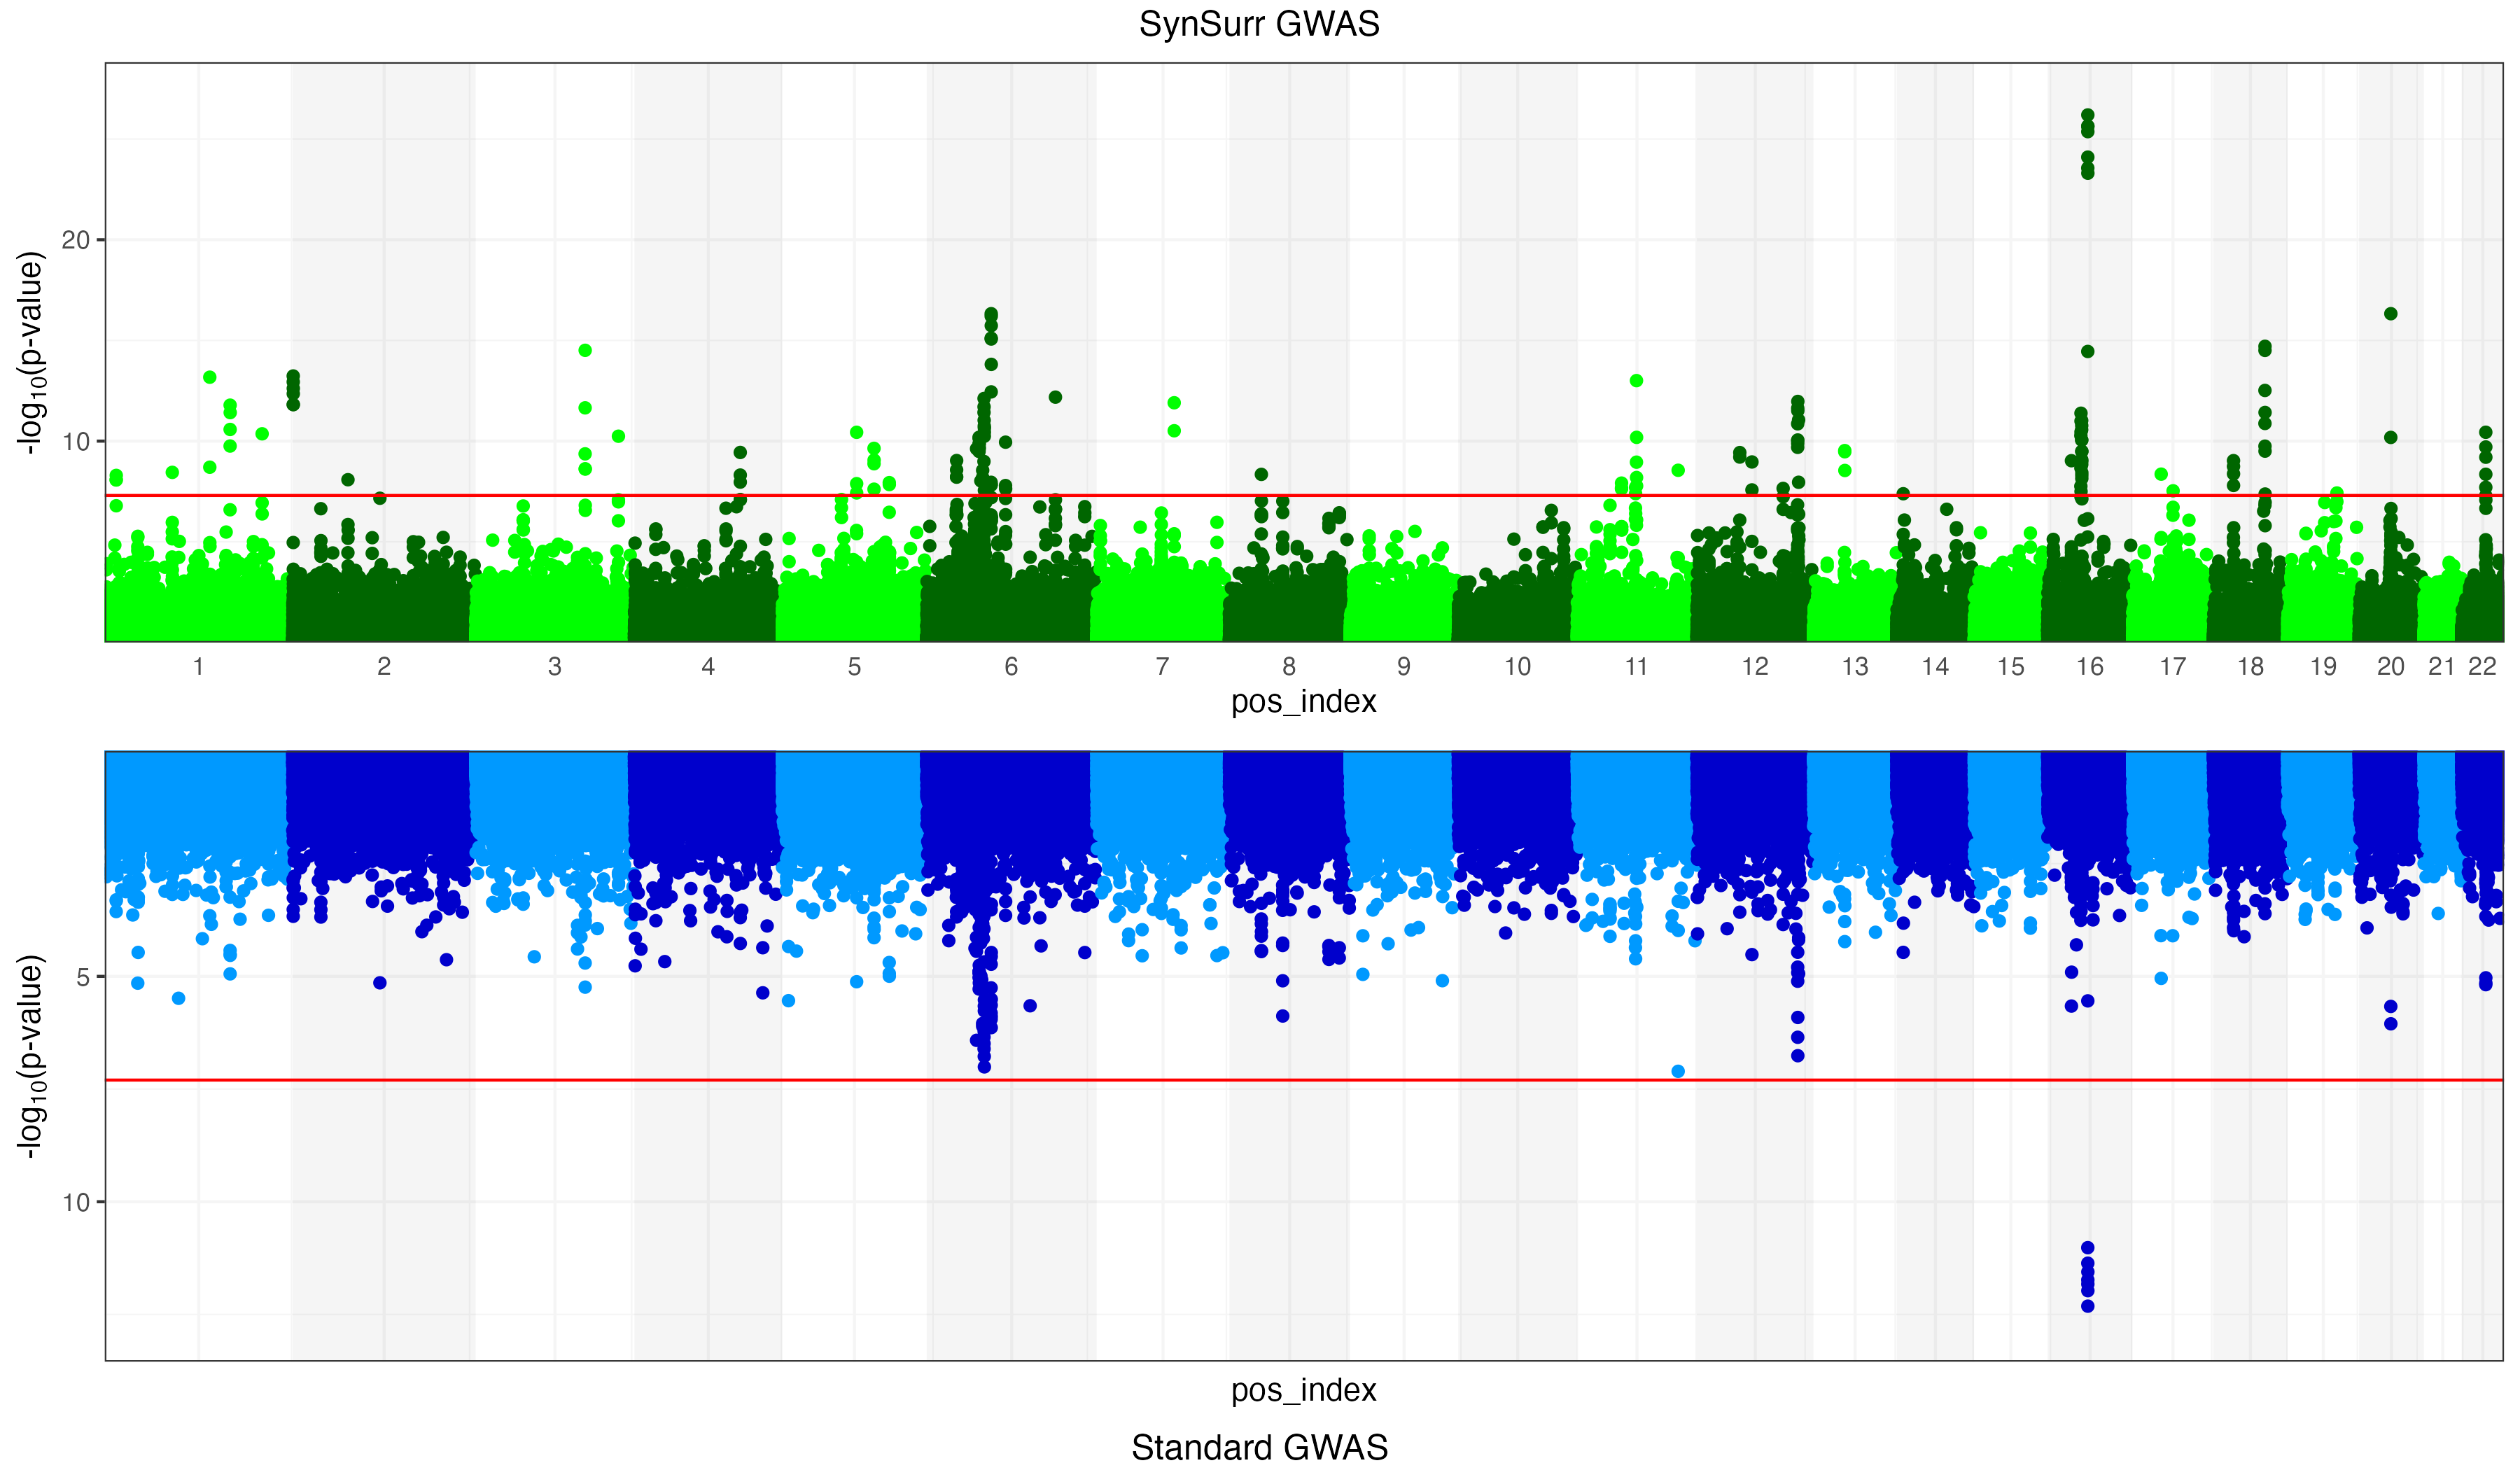 SynSurr GWAS
-log10(p-value)
20
10
1 2 3 4 5 6 7 8 9 10 11 12 13 14 15 16 17 18 19 20 21 22
pos_index
-log10(p-value)
5
10
pos_index
Standard GWAS